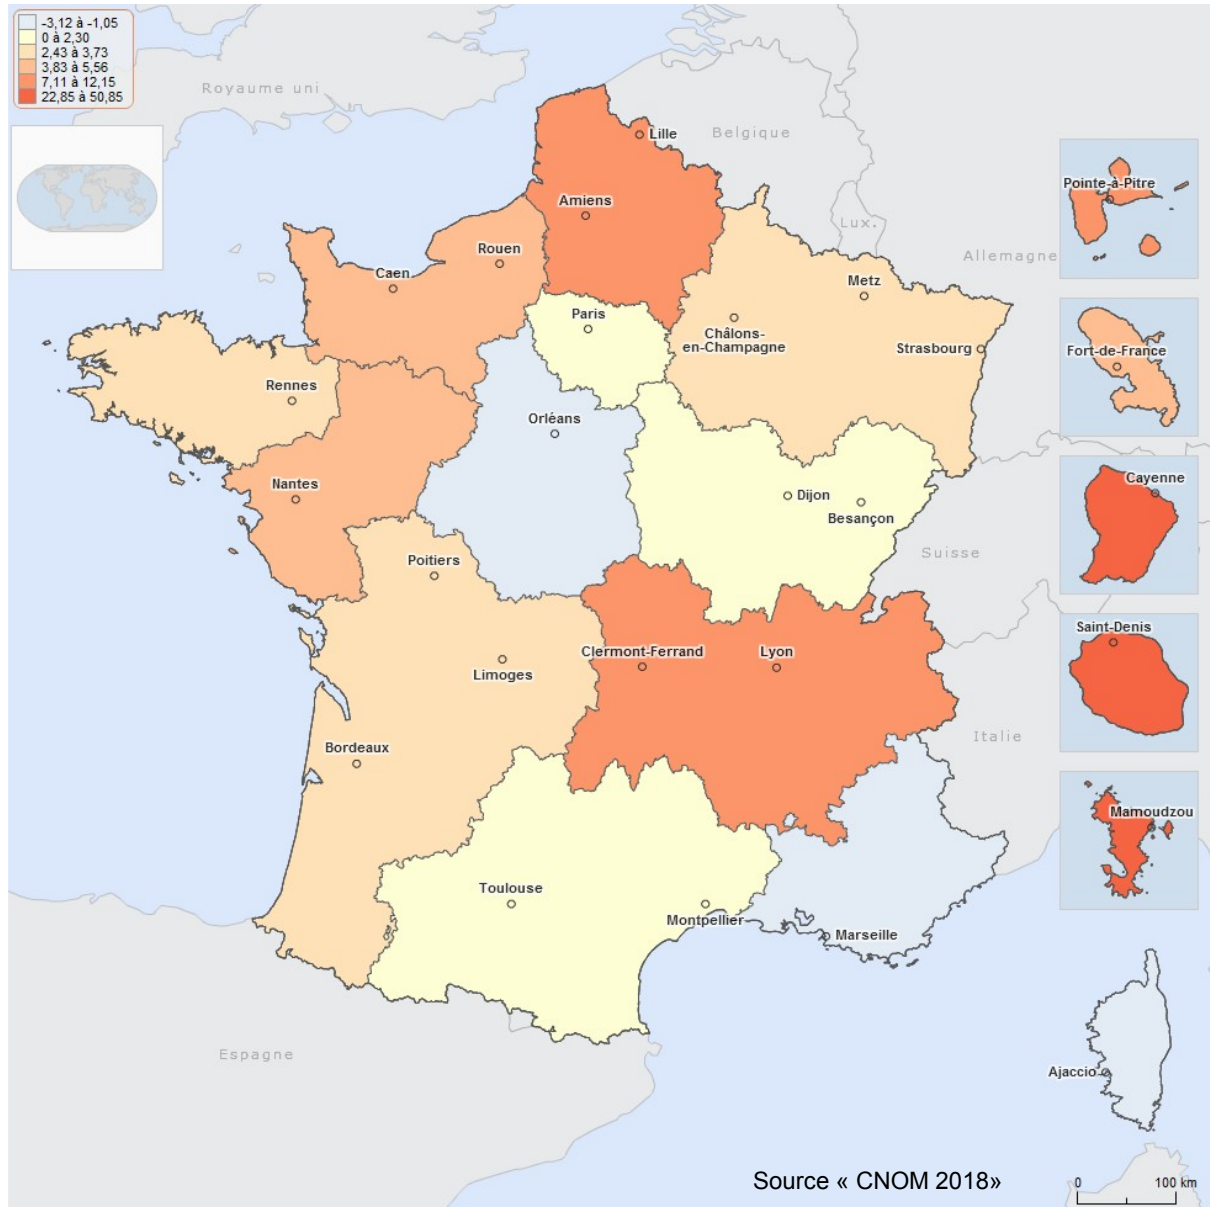 -3,12 à -1,05
0 à 2,30
2,43 à 3,73
3,83 à 5,56
7,11 à 12,15
22,85 à 50,85
Royaume uni
Belgique
Lux.
Allemagne
Suisse
Italie
Espagne
Lille
Amiens
Rouen
Caen
Paris
Metz
Châlons-
en-Champagne
Strasbourg
Rennes
Orléans
Nantes
Dijon
Besançon
Poitiers
Limoges
Clermont-Ferrand
Lyon
Bordeaux
Toulouse
Montpellier
Marseille
Ajaccio
Pointe-à-Pitre
Fort-de-France
Cayenne
Saint-Denis
Mamoudzou
Source « CNOM 2018»
0 100 km